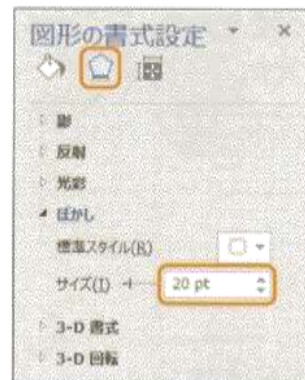 図形の書式設定
影
反射
光彩
ぼかし
標準スタイル(R)
サイズ(I) 20 pt
3-D 書式
3-D 回転